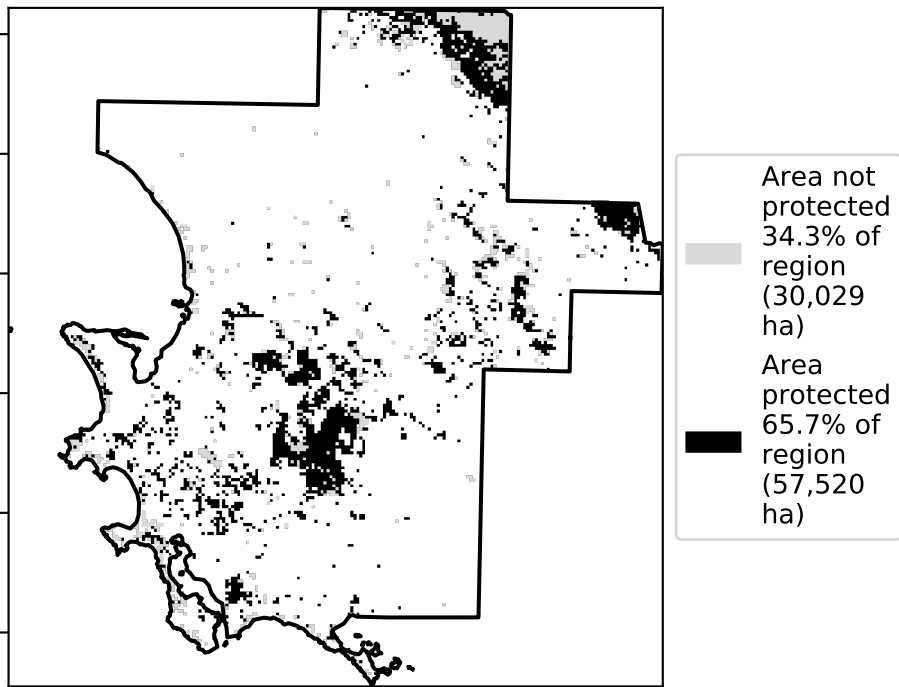 Area not
protected
34.3% of
region
(30,029
ha)
Area
protected
65.7% of
region
(57,520
ha)